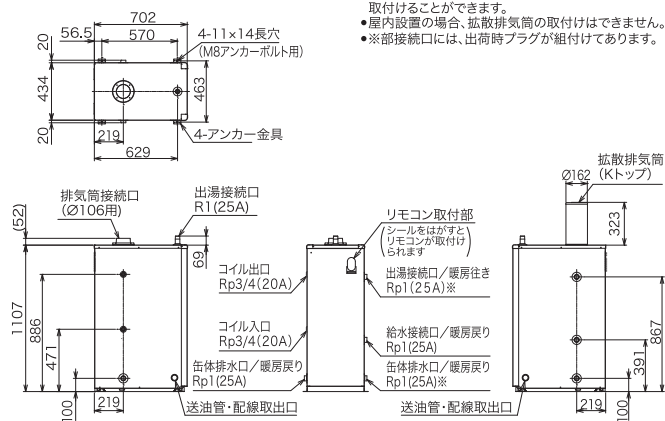 取付けることができます。
•屋内設置の場合、拡散排気筒の取付けはできません。
•※部接続口には、出荷時プラグが組付けてあります。
702
56.5
570
4-11×14長穴
(M8アンカーボルト用)
20
434
463
20
219
4-アンカー金具
629
排気筒接続口
(Ø106用)
出湯接続口
R1(25A)
(52)
69
1107
886
471
100
219
送油管・配線取出口
リモコン取付部
(シールをはがすと
リモコンが取付け
られます)
コイル出口
Rp3/4(20A)
コイル入口
Rp3/4(20A)
缶体排水口/暖房戻り
Rp1(25A)
出湯接続口/暖房往き
Rp1(25A)※
給水接続口/暖房戻り
Rp1(25A)
缶体排水口/暖房戻り
Rp1(25A)※
拡散排気筒
(Kトップ)
Ø162
323
867
391
100
219
送油管・配線取出口